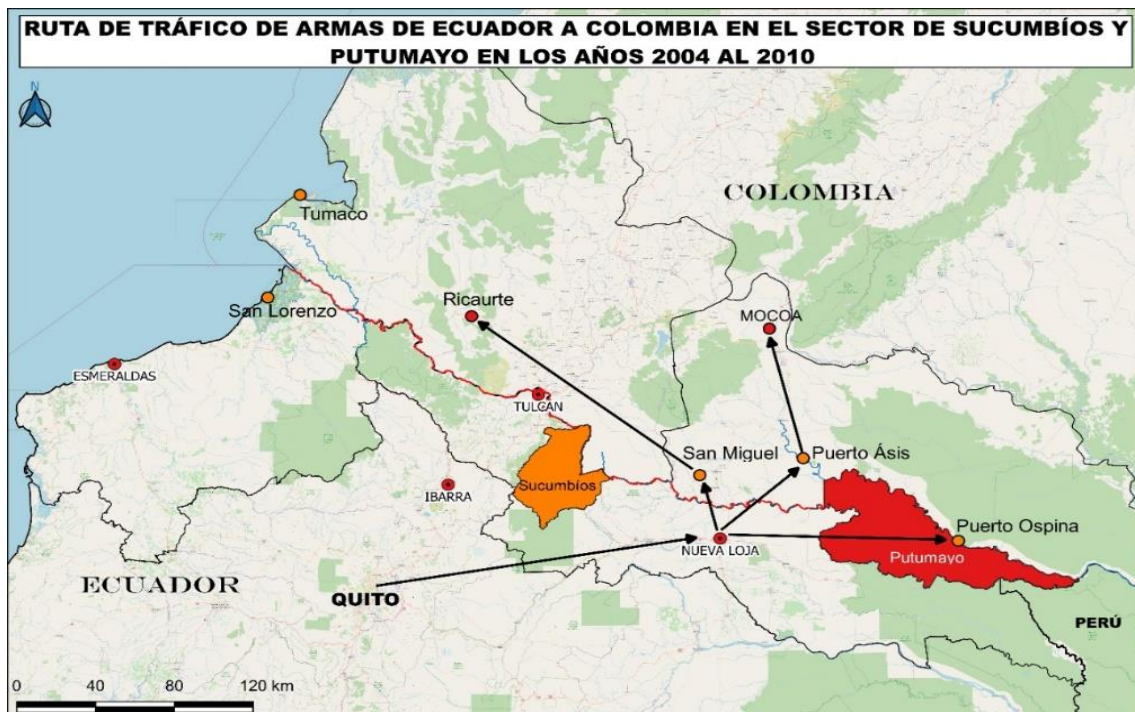 RUTA DE TRÁFICO DE ARMAS DE ECUADOR A COLOMBIA EN EL SECTOR DE SUCUMBÍOS Y
PUTUMAYO EN LOS AÑOS 2004 AL 2010
N
COLOMBIA
Tumaco
San Lorenzo
Ricaurte
MOCOA
ESMERALDAS
TULCÁN
San Miguel
Puerto Ásis
Sucumbíos
IBARRA
Puerto Ospina
NUEVA LOJA
Putumayo
ECUADOR
QUITO
PERÚ
0 40 80 120 km